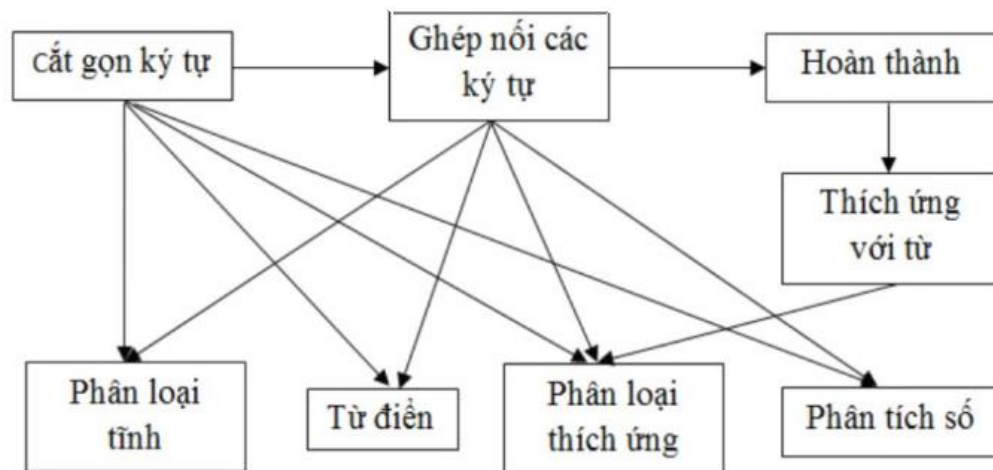 Cắt gọn ký tự
Ghép nối các
ký tự
Hoàn thành
Thích ứng
với từ
Phân loại
tĩnh
Từ điển
Phân loại
thích ứng
Phân tích số